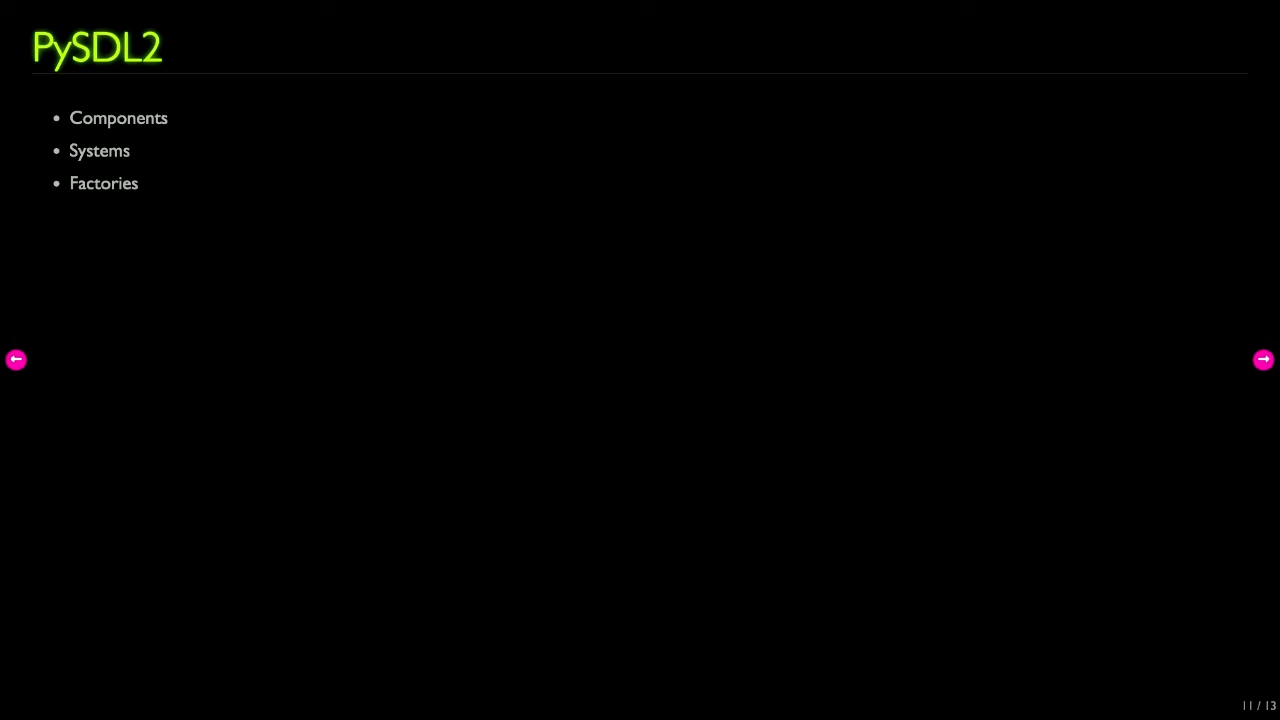 PySDL2
• Components
• Systems
• Factories
←
→
11 / 13